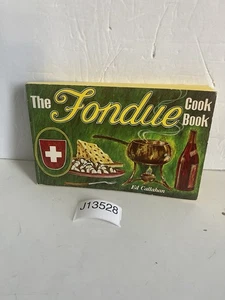 The Fondue Cook
Book
Ed Callahan
J13528